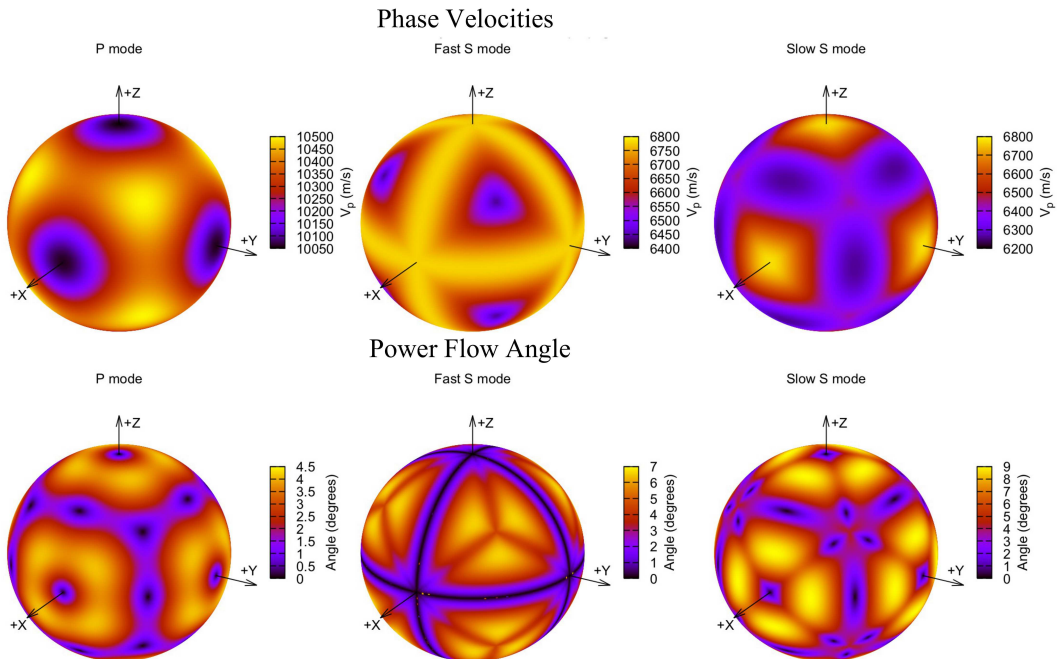 Phase Velocities
P mode
Fast S mode
Slow S mode
+Z
+Y
+X
10500
10450
10400
10350
10300
10250
10200
10150
10100
10050
Vp (m/s)
+Z
+Y
+X
6800
6750
6700
6650
6600
6550
6500
6450
6400
Vp (m/s)
+Z
+Y
+X
6800
6700
6600
6500
6400
6300
6200
Vp (m/s)
Power Flow Angle
P mode
Fast S mode
Slow S mode
+Z
+Y
+X
4.5
4
3.5
3
2.5
2
1.5
1
0.5
0
Angle (degrees)
+Z
+Y
+X
7
6
5
4
3
2
1
0
Angle (degrees)
+Z
+Y
+X
9
8
7
6
5
4
3
2
1
0
Angle (degrees)